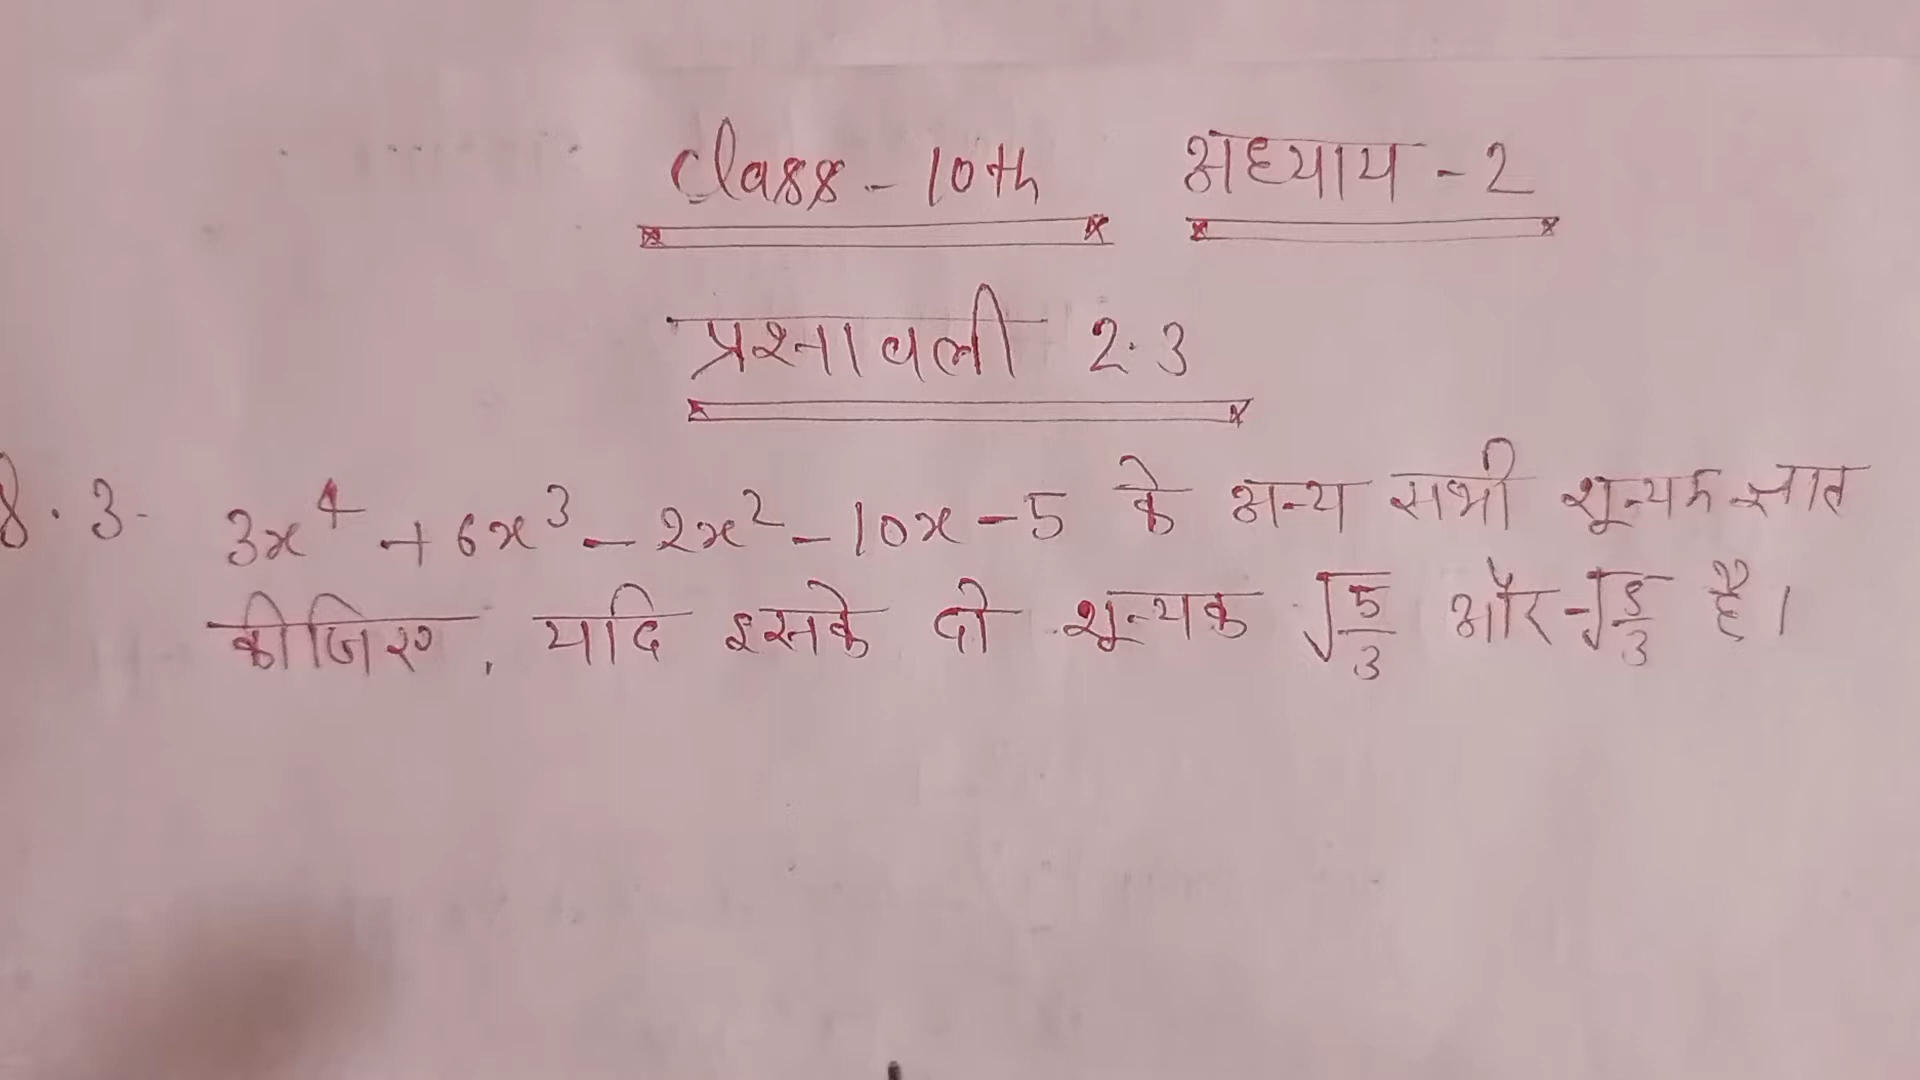 Class - 10th अध्याय - 2
प्रश्नावली 2.3
8.3- 3x⁴ + 6x³ - 2x² - 10x - 5 के अन्य सभी शून्यक ज्ञात
कीजिए, यदि इसके दो शून्यक √5/3 और -√5/3 है।